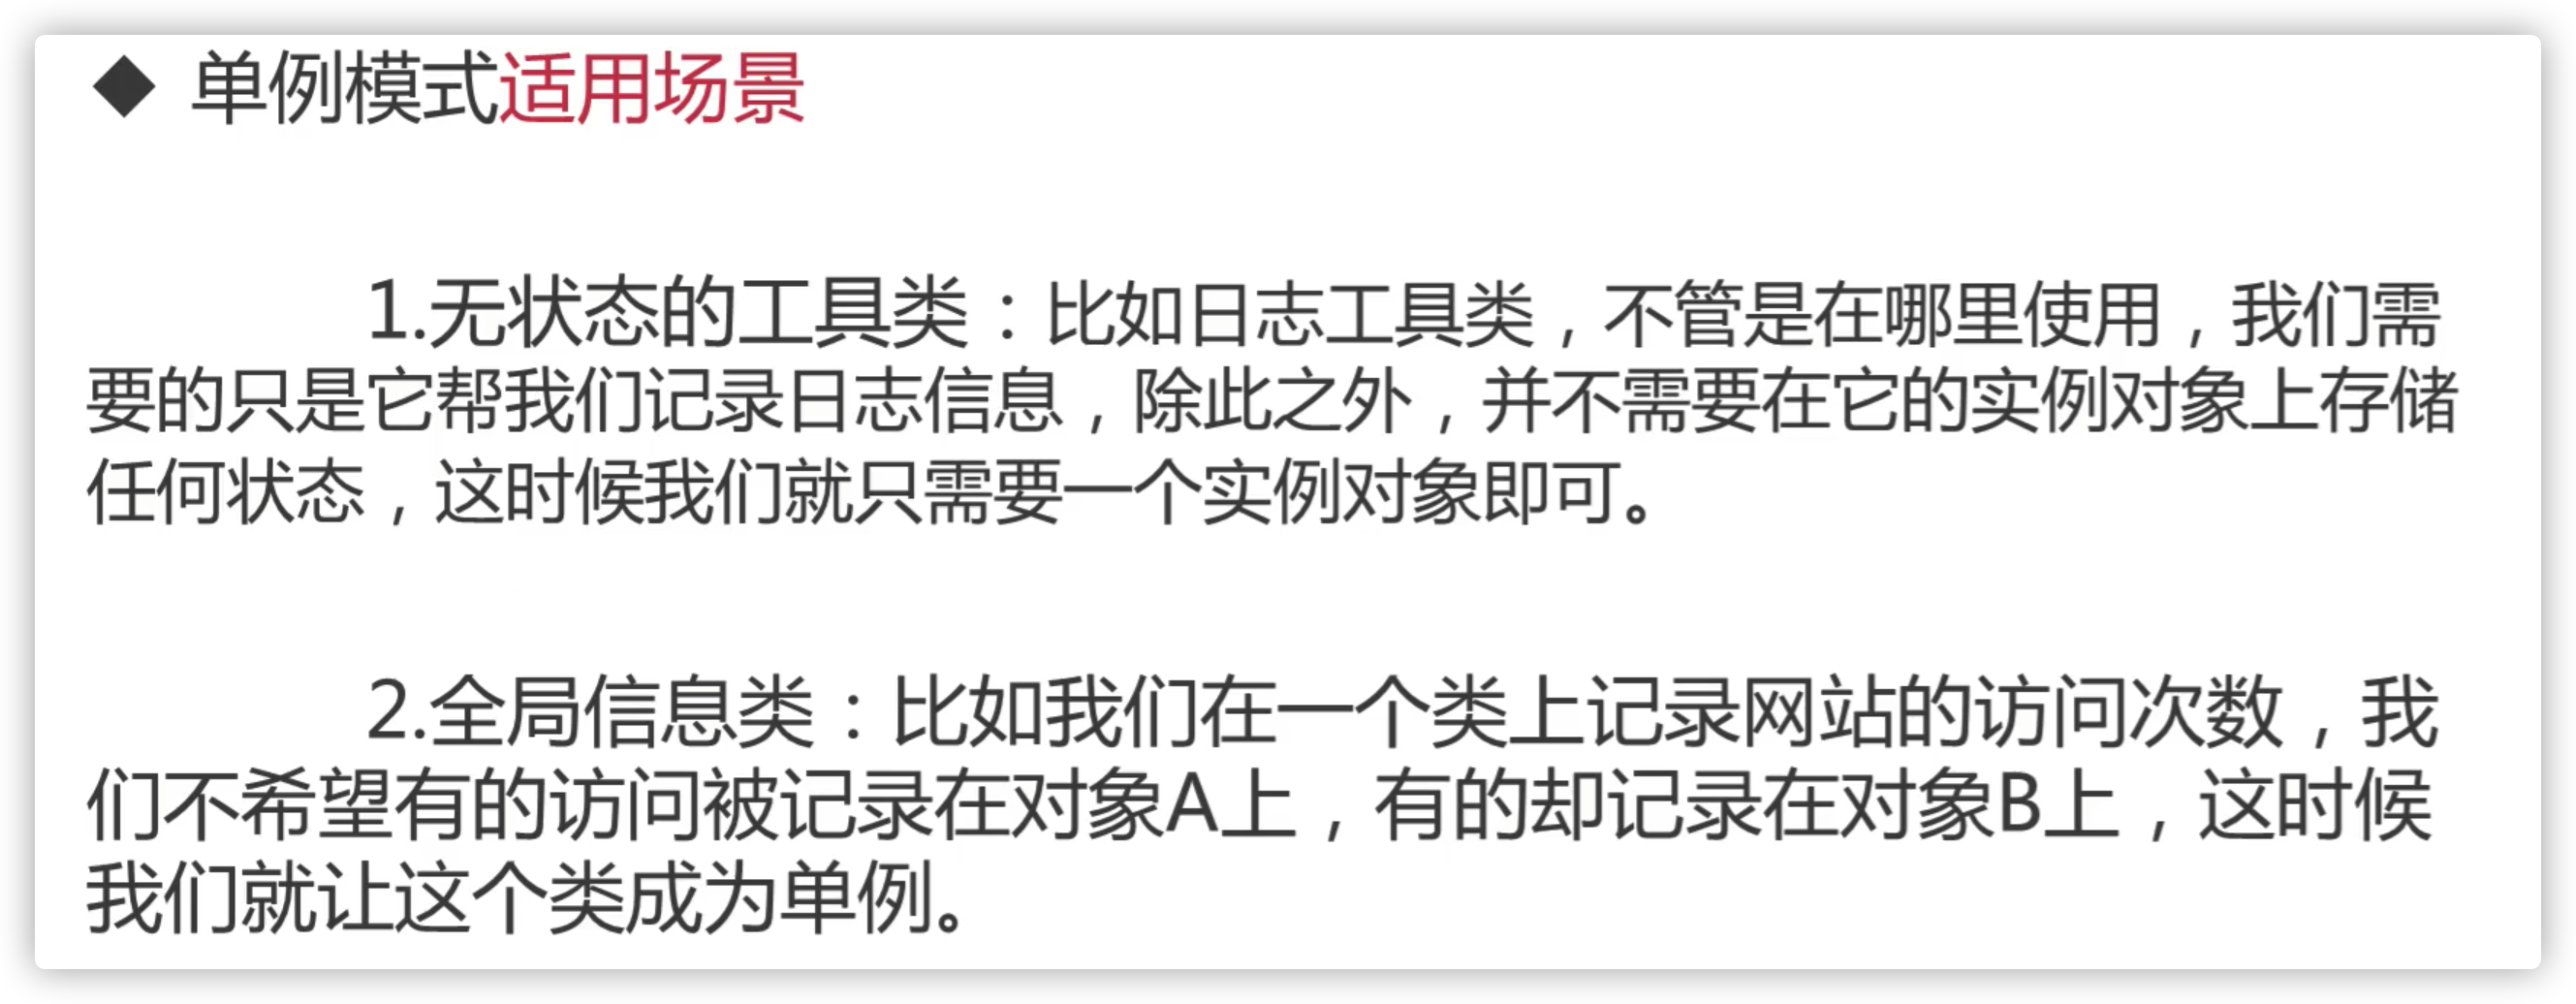 ◆ 单例模式适用场景
1.无状态的工具类：比如日志工具类，不管是在哪里使用，我们需
要的只是它帮我们记录日志信息，除此之外，并不需要在它的实例对象上存储
任何状态，这时候我们就只需要一个实例对象即可。
2.全局信息类：比如我们在一个类上记录网站的访问次数，我
们不希望有的访问被记录在对象A上，有的却记录在对象B上，这时候
我们就让这个类成为单例。